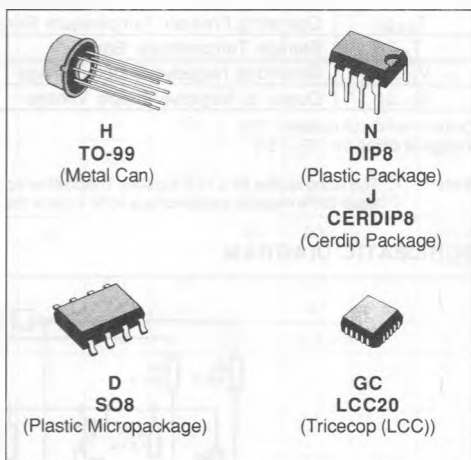 H
TO-99
(Metal Can)
N
DIP8
(Plastic Package)
J
CERDIP8
(Cerdip Package)
D
SO8
(Plastic Micropackage)
GC
LCC20
(Tricecop (LCC))